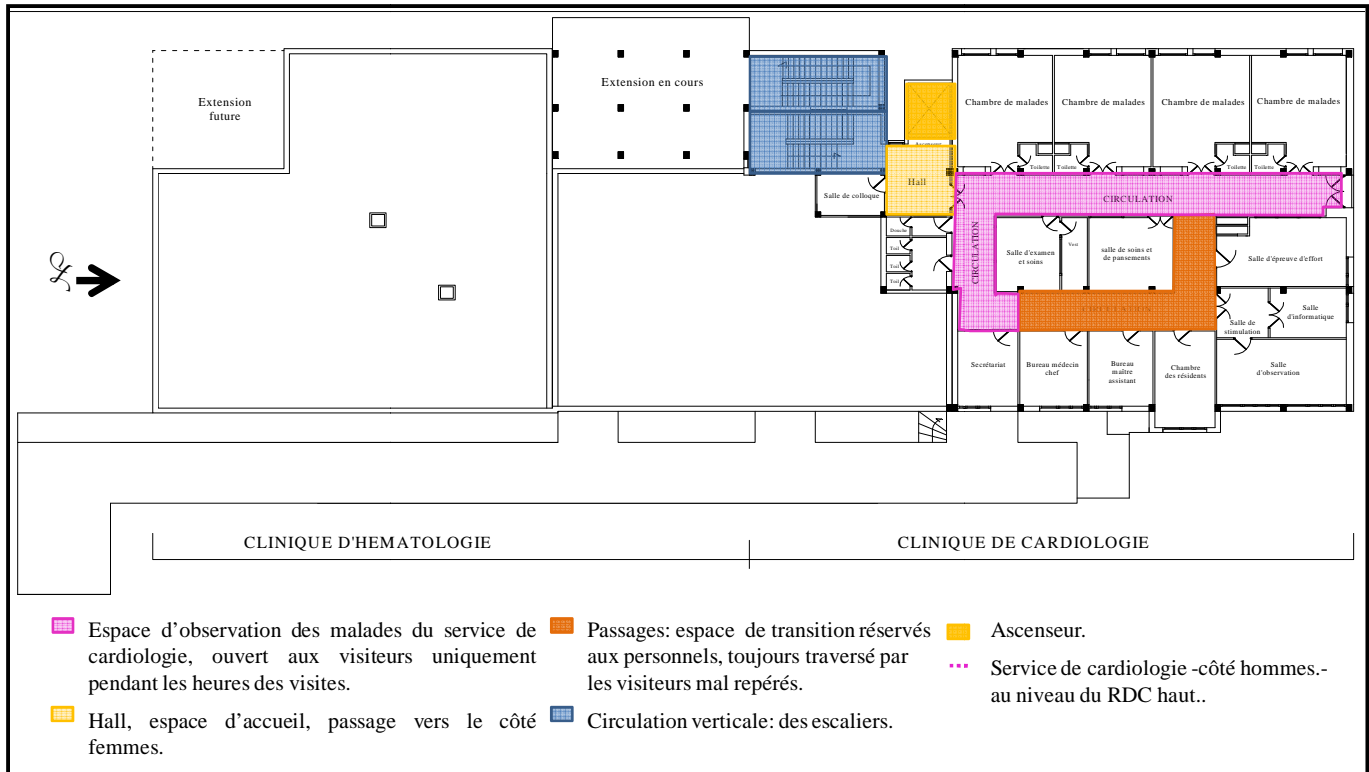 Extension future
Extension en cours
Chambre de malades
Chambre de malades
Chambre de malades
Chambre de malades
Toilette
Toilette
Toilette
Toilette
Ascenseur
Hall
Salle de colloque
CIRCULATION
CIRCULATION
Douche
Toil
Toil
Toil
Salle d'examen
et soins
Vest
salle de soins et
de pansements
Salle d'épreuve d'effort
CIRCULATION
Salle de
stimulation
Salle
d'informatique
Secrétariat
Bureau médecin
chef
Bureau
maître
assistant
Chambre
des résidents
Salle
d'observation
CLINIQUE D'HEMATOLOGIE
CLINIQUE DE CARDIOLOGIE
Espace d'observation des malades du service de
cardiologie, ouvert aux visiteurs uniquement
pendant les heures des visites.
Hall, espace d'accueil, passage vers le côté
femmes.
Passages: espace de transition réservés
aux personnels, toujours traversé par
les visiteurs mal repérés.
Circulation verticale: des escaliers.
Ascenseur.
Service de cardiologie -côté hommes.-
au niveau du RDC haut..